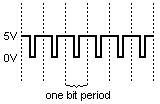 5V
0V
one bit period